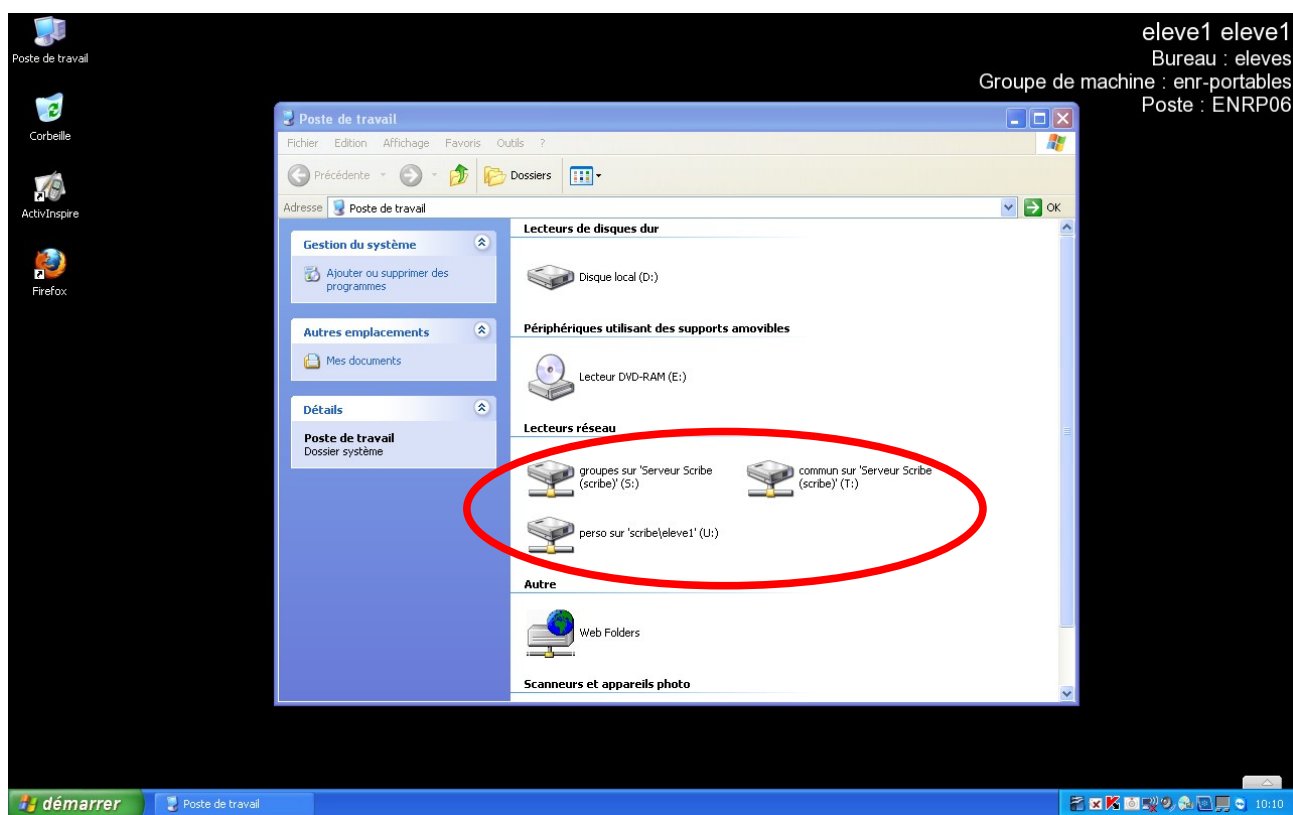 eleve1 eleve1
Bureau : eleves
Groupe de machine : enr-portables
Poste : ENRP06
Poste de travail
Corbeille
ActivInspire
Firefox
Poste de travail
Fichier Edition Affichage Favoris Outils ?
Précédente Dossiers
Adresse Poste de travail OK
Gestion du système
Ajouter ou supprimer des
programmes
Autres emplacements
Mes documents
Détails
Poste de travail
Dossier système
Lecteurs de disques dur
Disque local (D:)
Périphériques utilisant des supports amovibles
Lecteur DVD-RAM (E:)
Lecteurs réseau
groupes sur 'Serveur Scribe
(scribe)' (S:)
commun sur 'Serveur Scribe
(scribe)' (T:)
perso sur 'scribe\eleve1' (U:)
Autre
Web Folders
Scanneurs et appareils photo
démarrer Poste de travail 10:10